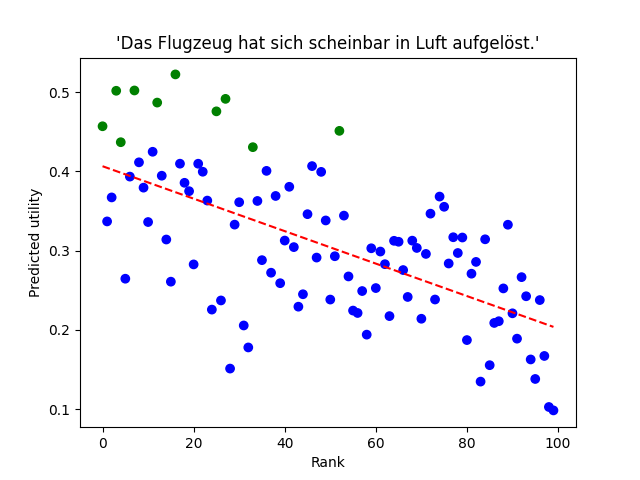 'Das Flugzeug hat sich scheinbar in Luft aufgelöst.'
0.5
0.4
0.3
0.2
0.1
Predicted utility
0 20 40 60 80 100
Rank